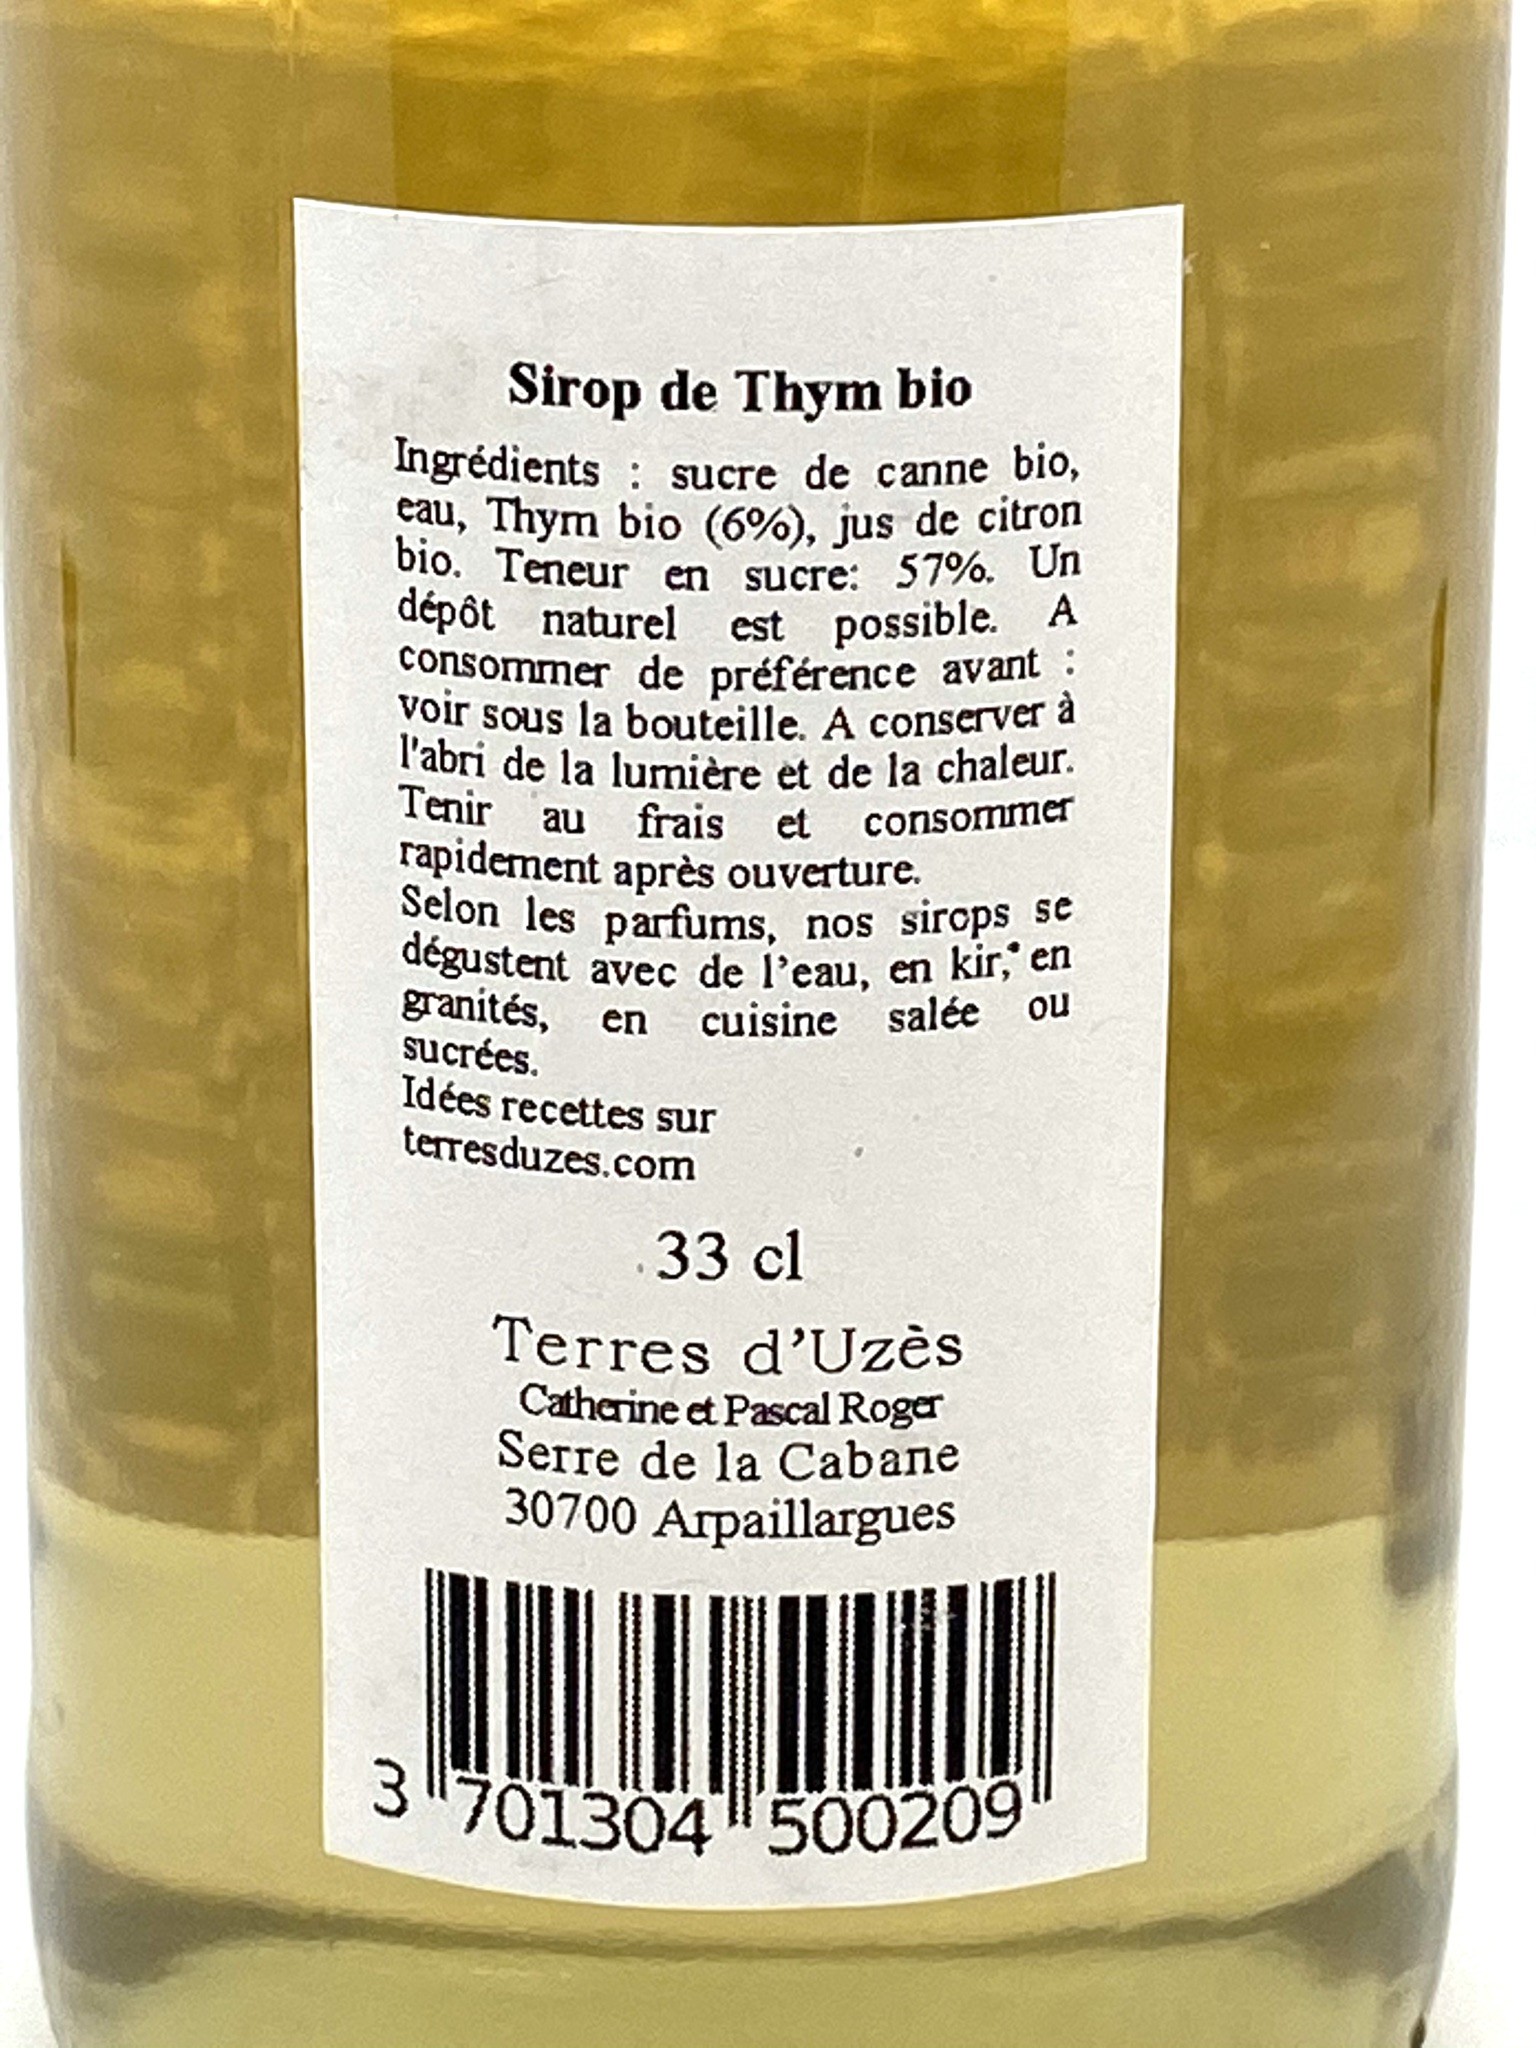 Sirop de Thym bio
Ingrédients : sucre de canne bio,
eau, Thym bio (6%), jus de citron
bio. Teneur en sucre: 57%. Un
dépôt naturel est possible. A
consommer de préférence avant :
voir sous la bouteille. A conserver à
l'abri de la lumière et de la chaleur.
Tenir au frais et consommer
rapidement après ouverture.
Selon les parfums, nos sirops se
dégustent avec de l’eau, en kir, en
granités, en cuisine salée ou
sucrées.
Idées recettes sur
terresduzes.com
33 cl
Terres d’Uzès
Catherine et Pascal Roger
Serre de la Cabane
30700 Arpaillargues
3 701304 500209